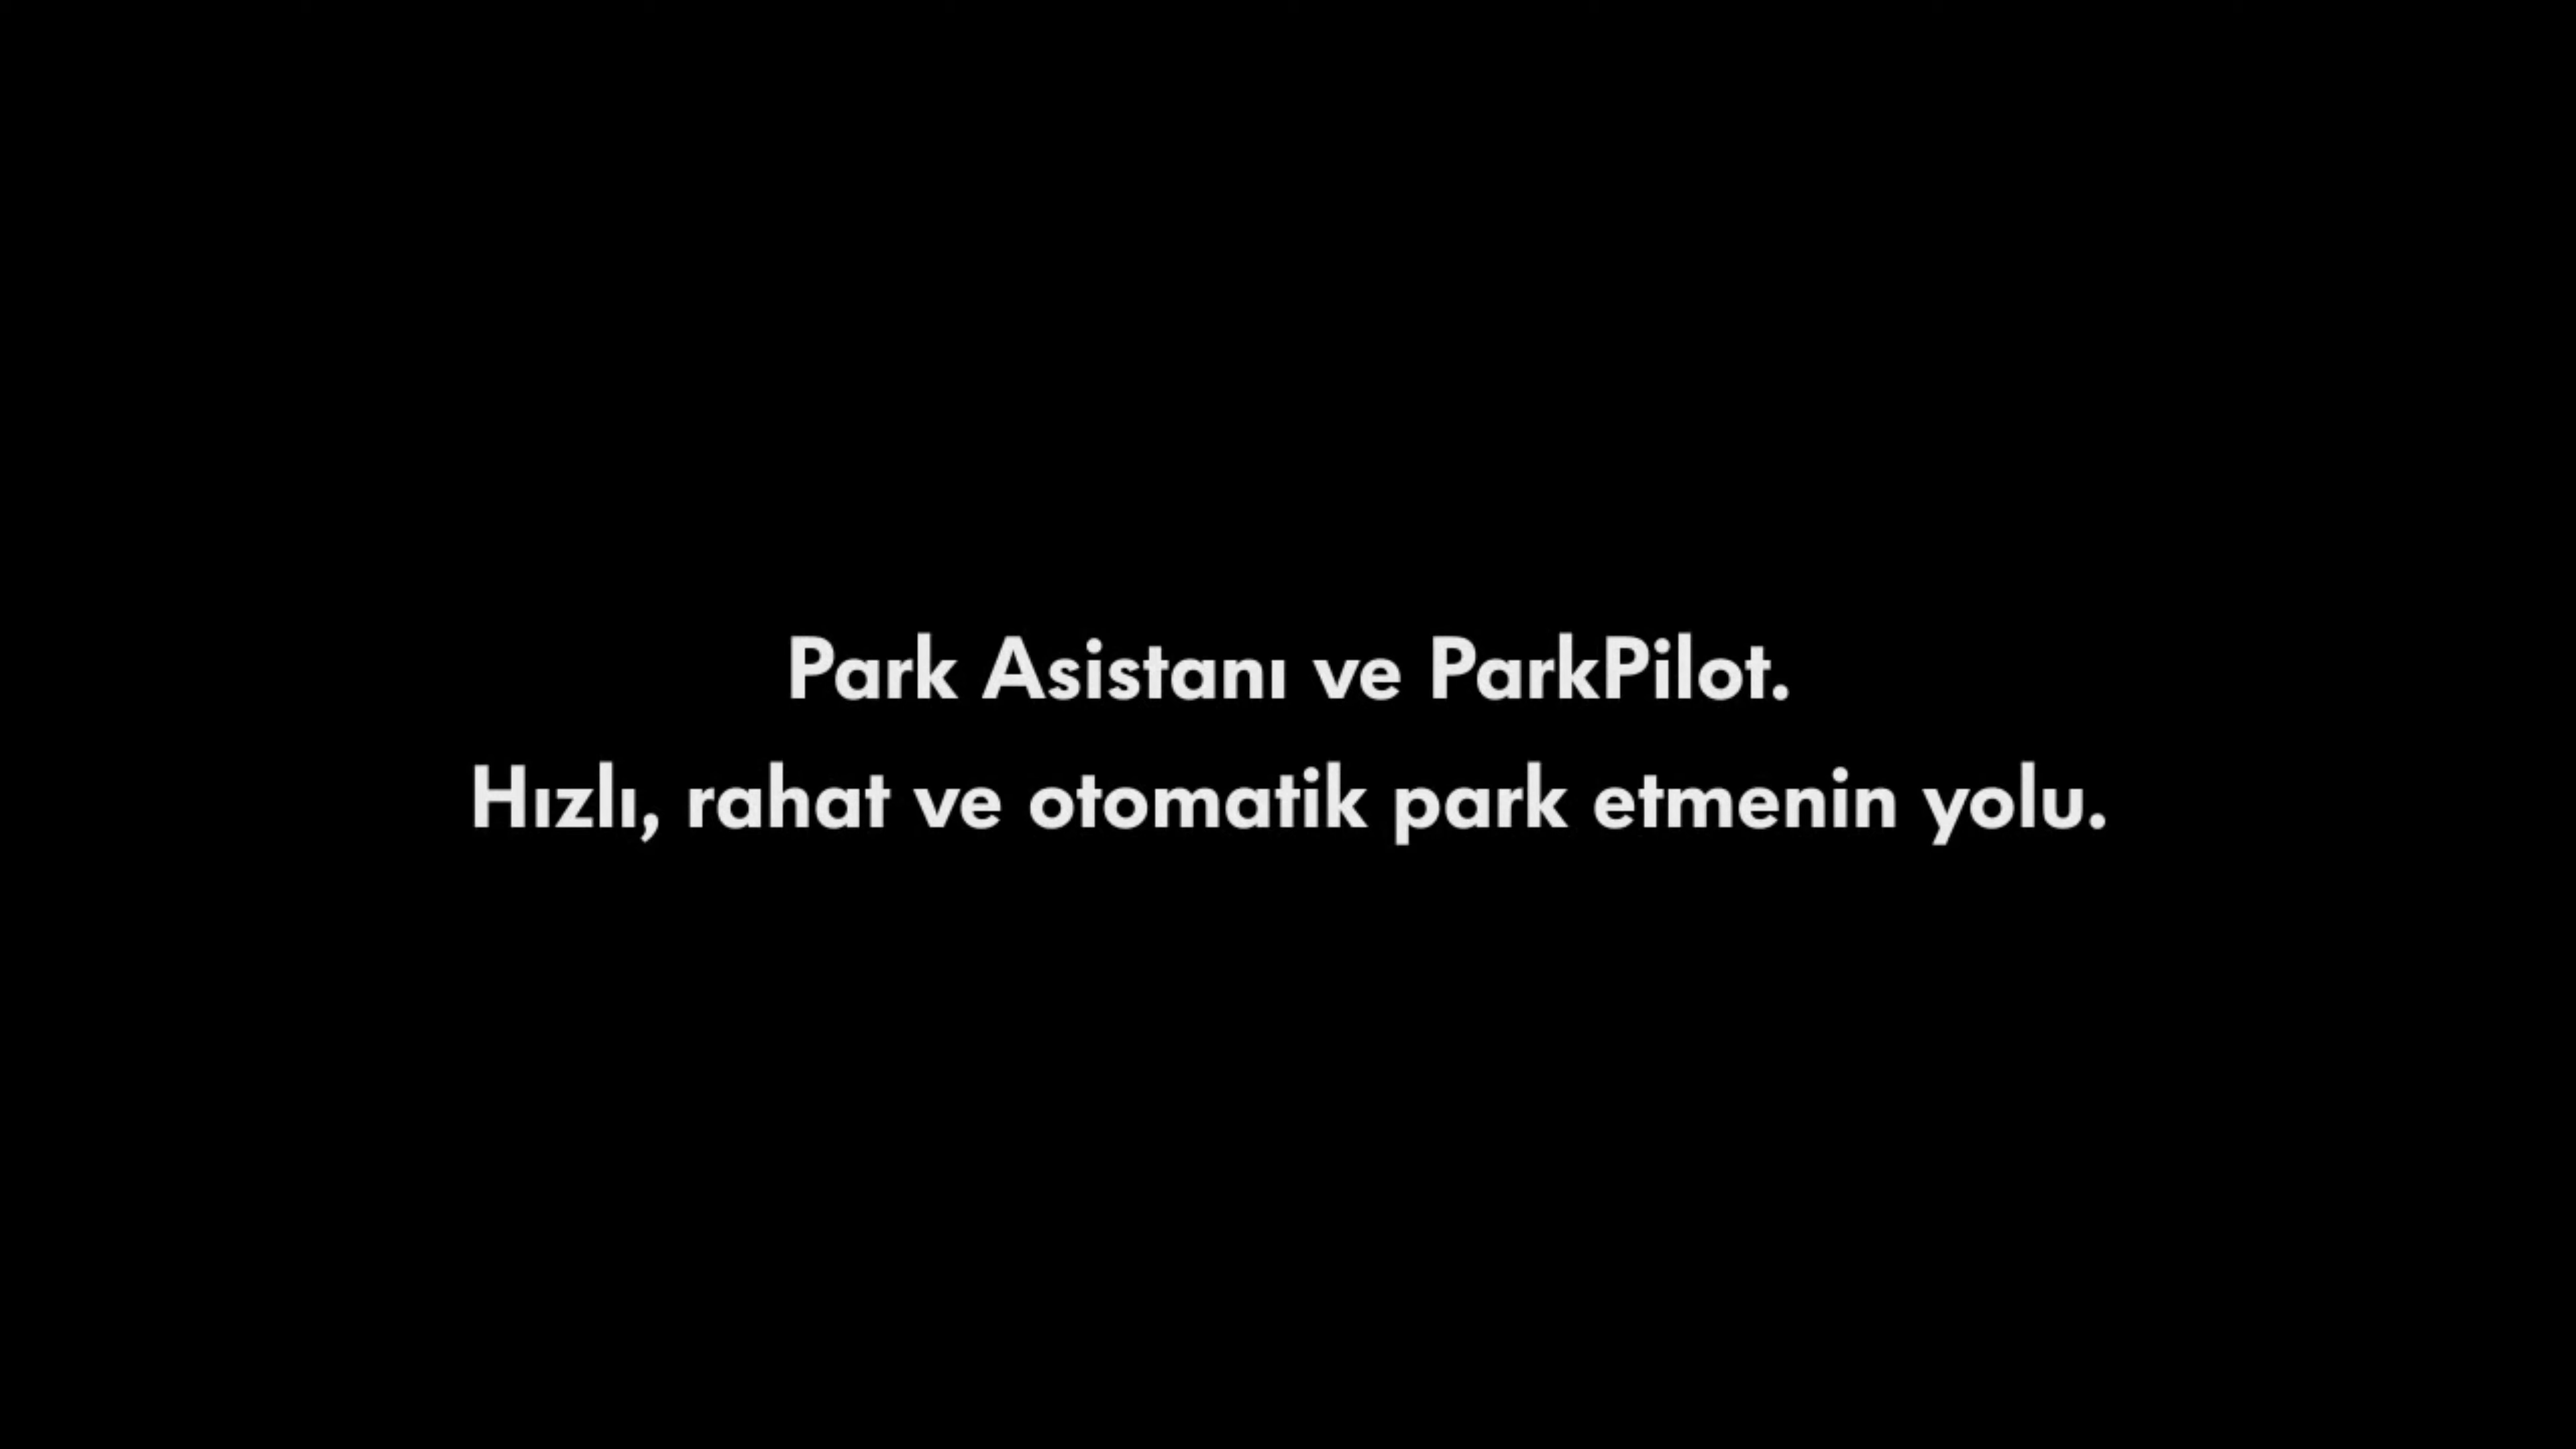 Park Asistanı ve ParkPilot.
Hızlı, rahat ve otomatik park etmenin yolu.